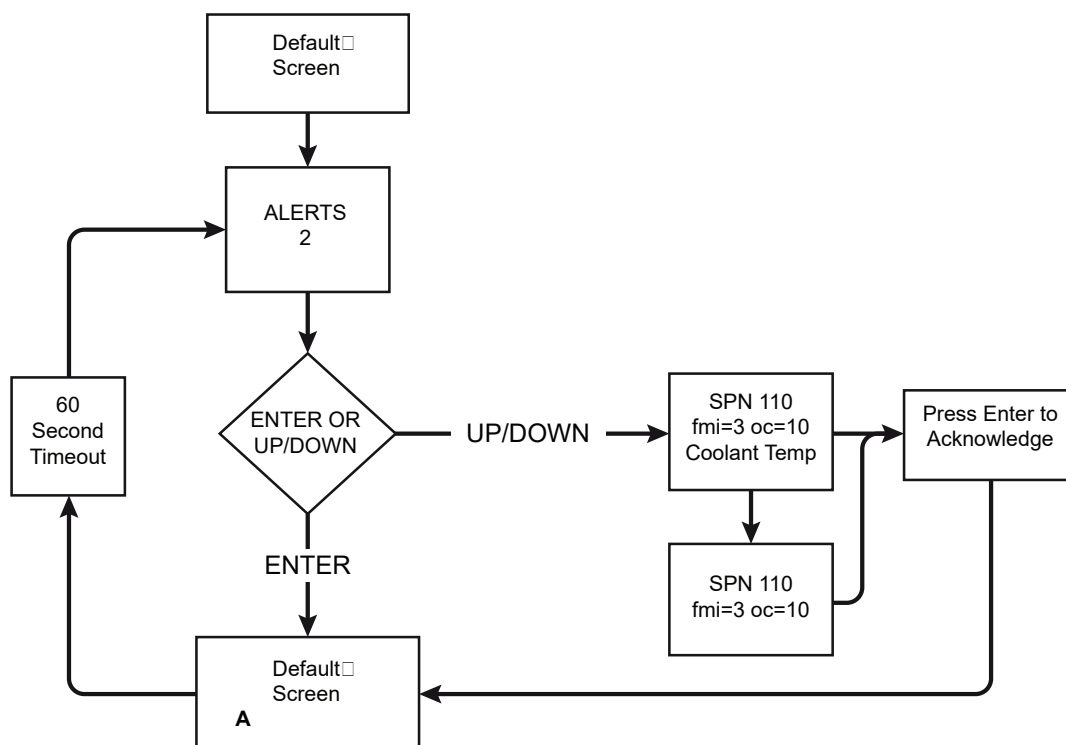 Default□
Screen
ALERTS
2
ENTER OR
UP/DOWN
UP/DOWN
SPN 110
fmi=3 oc=10
Coolant Temp
Press Enter to
Acknowledge
60
Second
Timeout
SPN 110
fmi=3 oc=10
ENTER
Default□
Screen
A